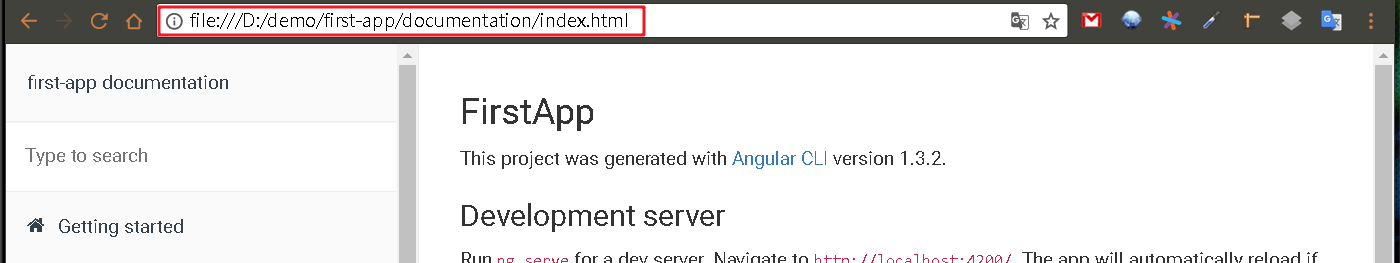 file:///D:/demo/first-app/documentation/index.html
first-app documentation
Type to search
Getting started
FirstApp
This project was generated with Angular CLI version 1.3.2.
Development server
Run ng serve for a dev server. Navigate to http://localhost:4200/. The app will automatically reload if